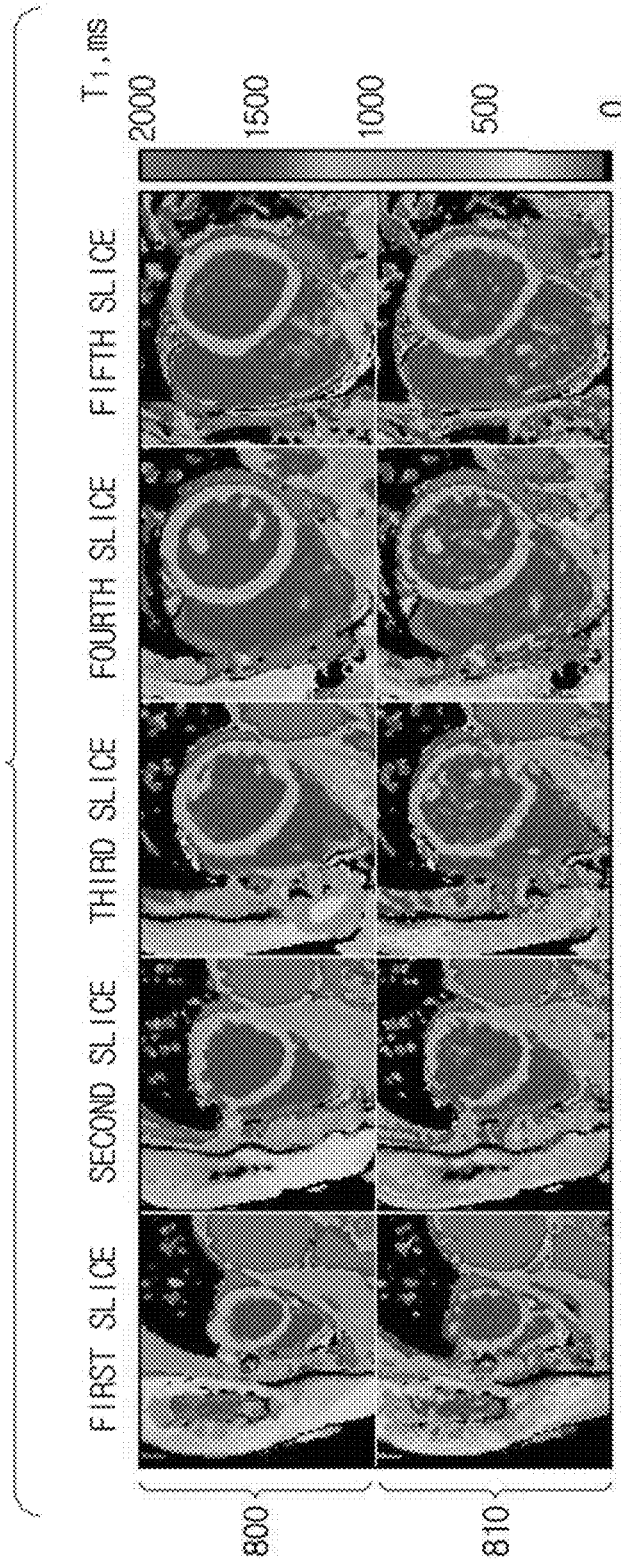 FIRST SLICE
SECOND SLICE
THIRD SLICE
FOURTH SLICE
FIFTH SLICE
T1,ms
2000
1500
1000
500
0
800
810